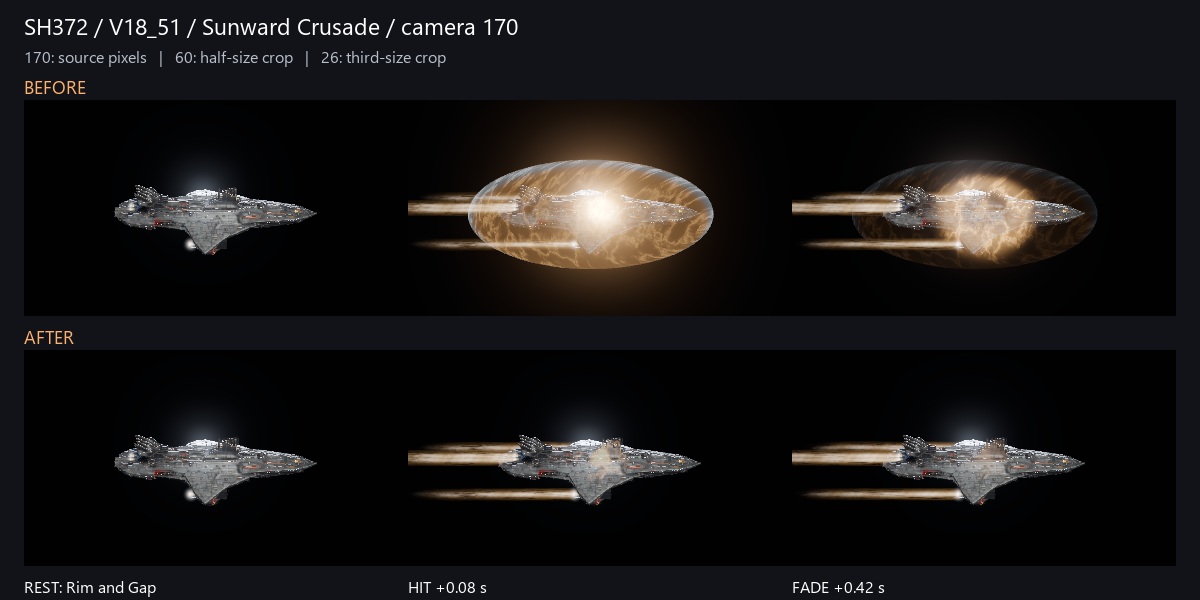 SH372 / V18_51 / Sunward Crusade / camera 170
170: source pixels | 60: half-size crop | 26: third-size crop
BEFORE
AFTER
REST: Rim and Gap
HIT +0.08 s
FADE +0.42 s